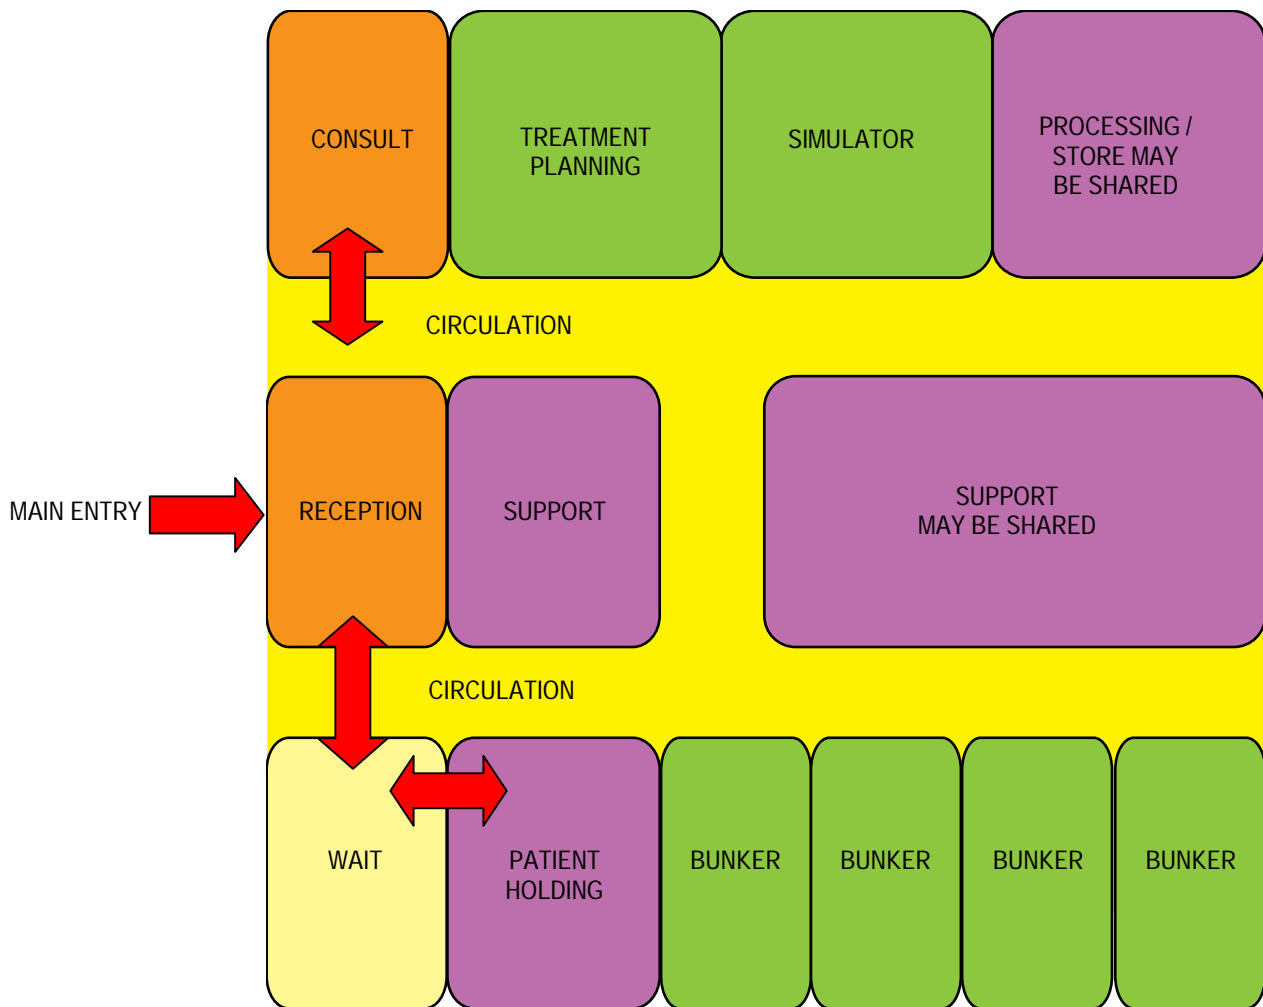 CONSULT
TREATMENT
PLANNING
SIMULATOR
PROCESSING /
STORE MAY
BE SHARED
CIRCULATION
MAIN ENTRY
RECEPTION
SUPPORT
SUPPORT
MAY BE SHARED
CIRCULATION
WAIT
PATIENT
HOLDING
BUNKER
BUNKER
BUNKER
BUNKER